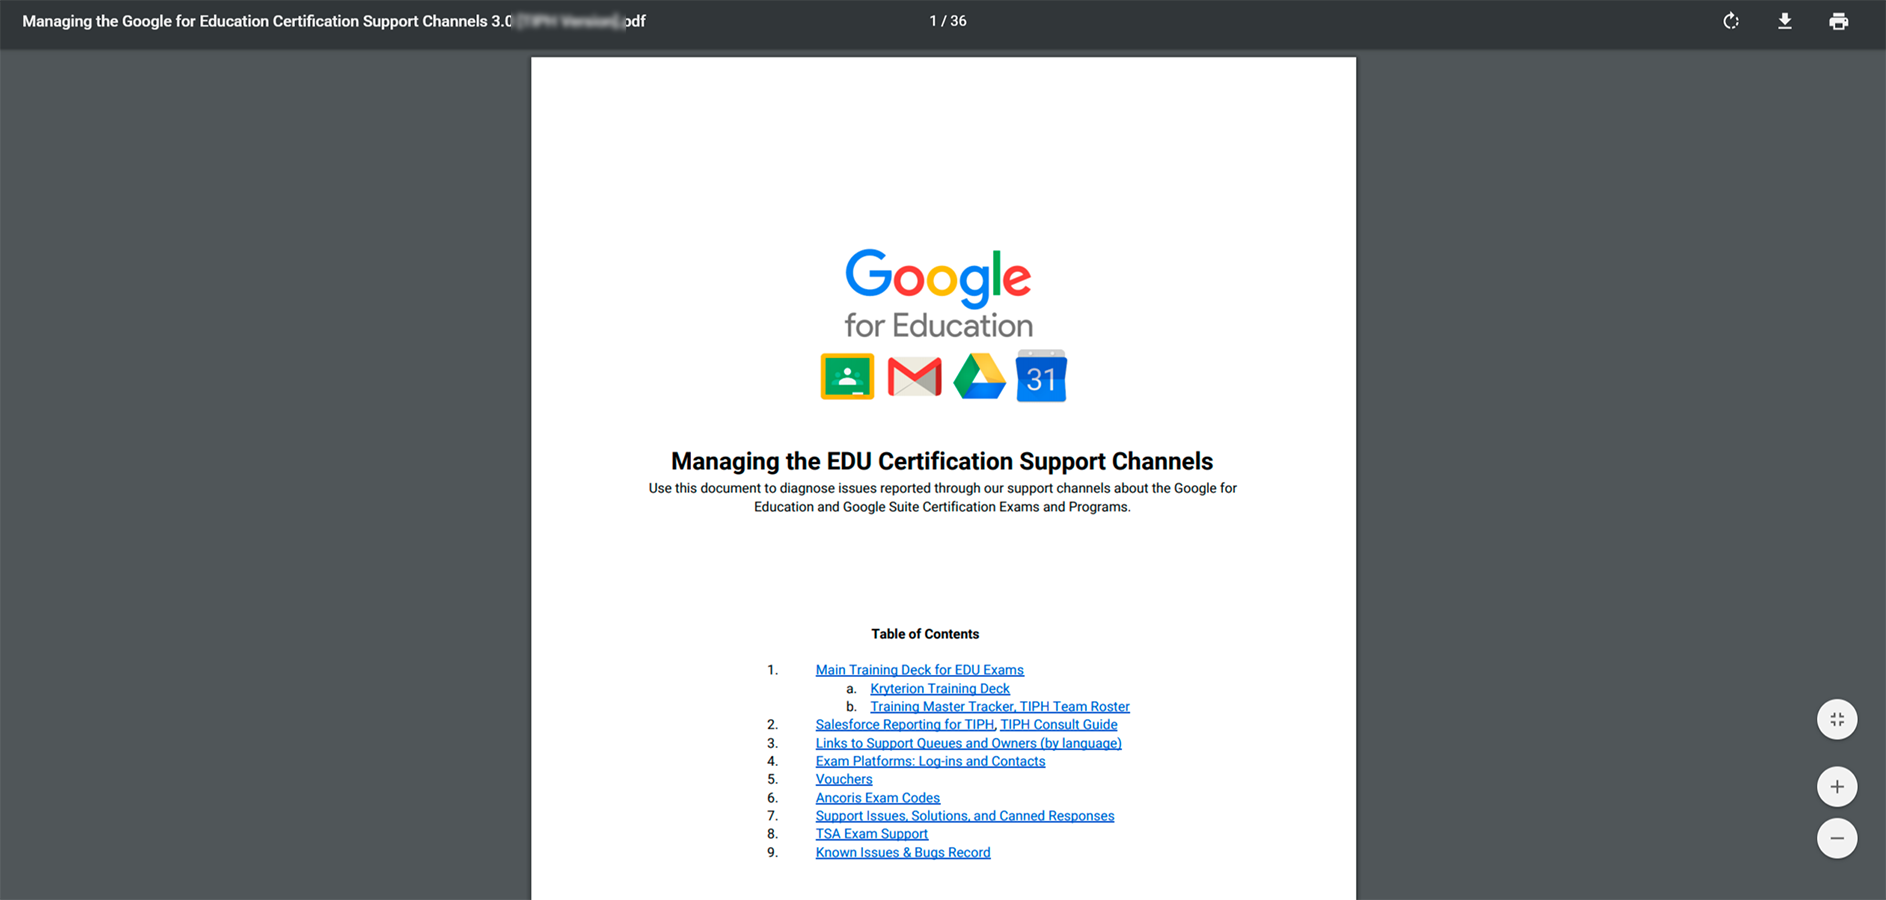 Managing the Google for Education Certification Support Channels 3.0 pdf
1 / 36
Google
for Education
31
Managing the EDU Certification Support Channels
Use this document to diagnose issues reported through our support channels about the Google for
Education and Google Suite Certification Exams and Programs.
Table of Contents
1. Main Training Deck for EDU Exams
a. Kryterion Training Deck
b. Training Master Tracker, TIPH Team Roster
2. Salesforce Reporting for TIPH, TIPH Consult Guide
3. Links to Support Queues and Owners (by language)
4. Exam Platforms: Log-ins and Contacts
5. Vouchers
6. Ancoris Exam Codes
7. Support Issues, Solutions, and Canned Responses
8. TSA Exam Support
9. Known Issues & Bugs Record